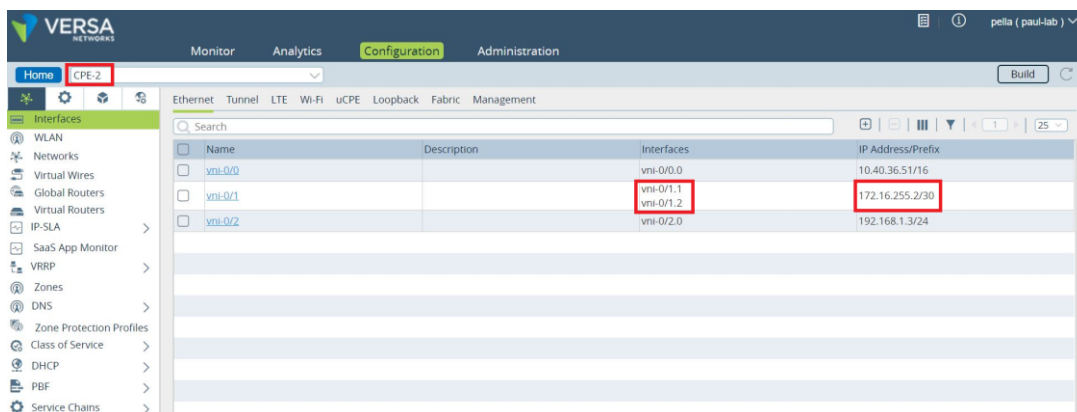 VERSA
NETWORKS
pella ( paul-lab )
Monitor Analytics Configuration Administration
Home CPE-2 Build
Ethernet Tunnel LTE Wi-Fi uCPE Loopback Fabric Management
Interfaces
Search 1 25
WLAN
Name Description Interfaces IP Address/Prefix
Networks
vni-0/0 vni-0/0.0 10.40.36.51/16
Virtual Wires
Global Routers
vni-0/1 vni-0/1.1 172.16.255.2/30
vni-0/1.2
Virtual Routers
vni-0/2 vni-0/2.0 192.168.1.3/24
IP-SLA
SaaS App Monitor
VRRP
Zones
DNS
Zone Protection Profiles
Class of Service
DHCP
PBF
Service Chains